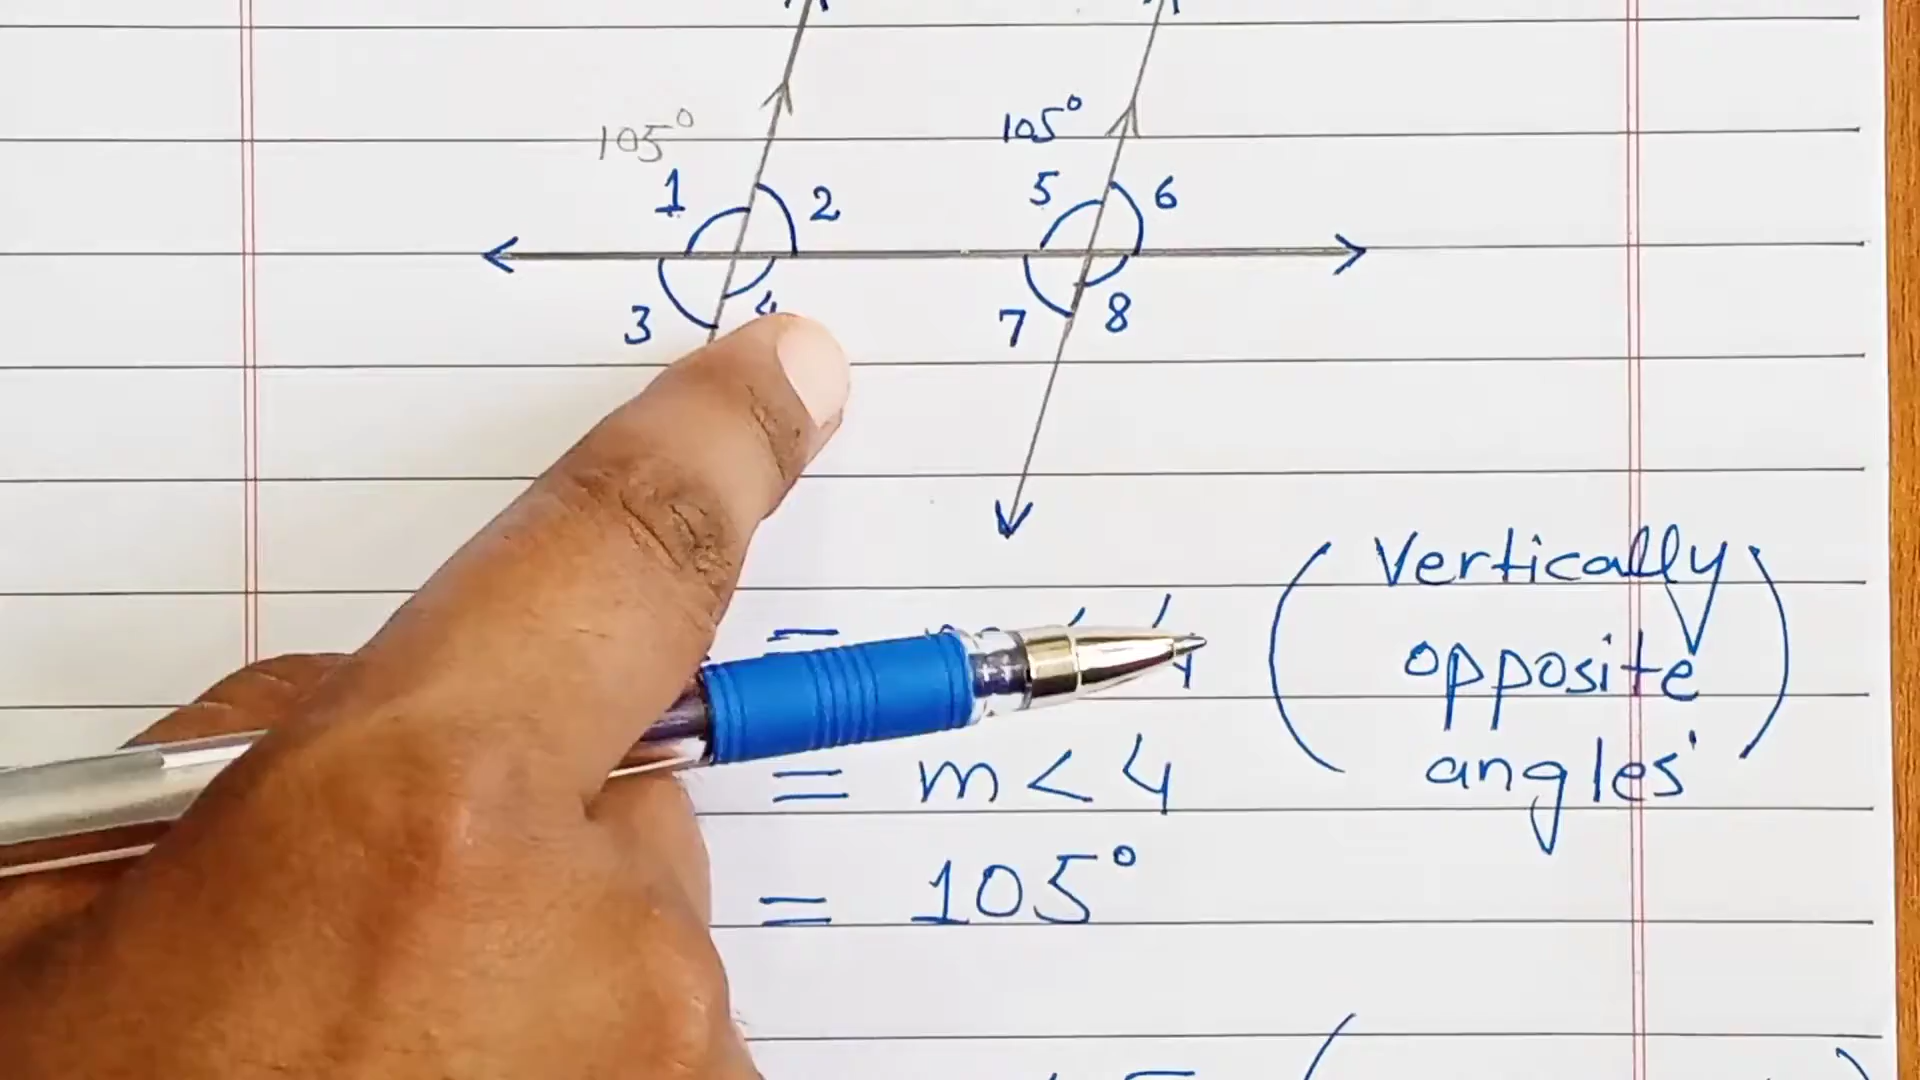 105° 105°
1 2 5 6
3 4 7 8
(Vertically
opposite
angles)
=
= m < 4
= 105°